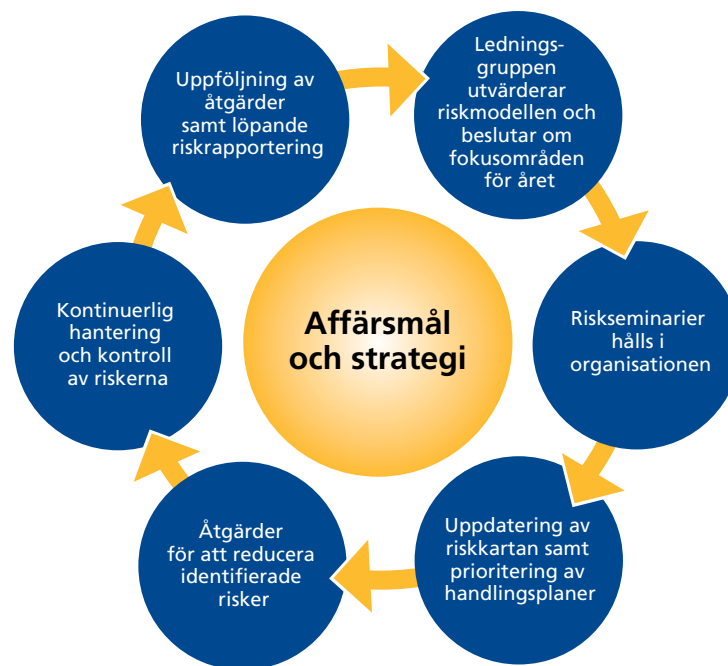 Lednings-
gruppen
utvärderar
riskmodellen och
beslutar om
fokusområden
för året
Riskseminarier
hålls i
organisationen
Uppdatering av
riskkartan samt
prioritering av
handlingsplaner
Åtgärder
för att reducera
identifierade
risker
Kontinuerlig
hantering
och kontroll
av riskerna
Uppföljning av
åtgärder
samt löpande
riskrapportering
Affärsmål
och strategi